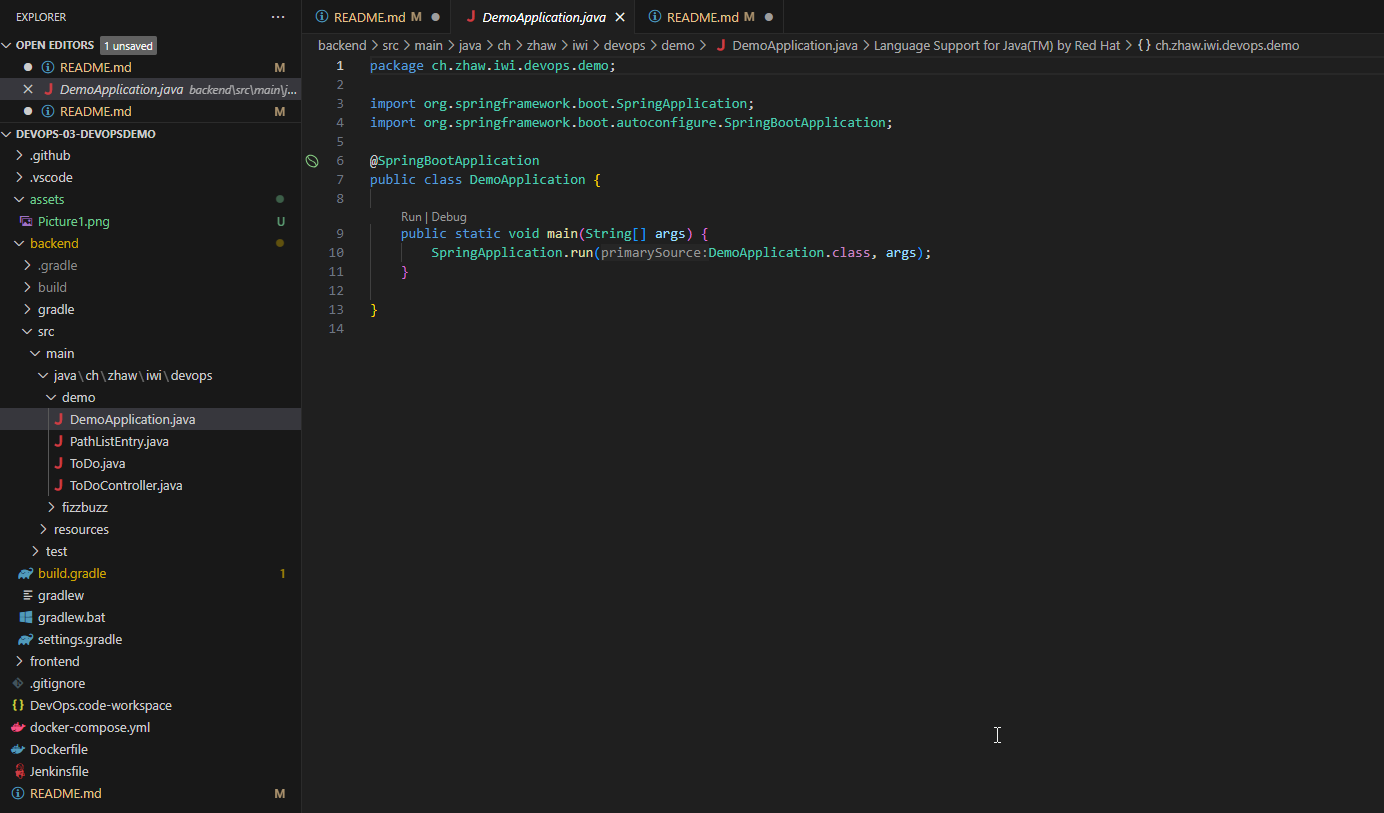 EXPLORER
OPEN EDITORS 1 unsaved
README.md M
DemoApplication.java backend\src\main\j...
README.md M
DEVOPS-03-DEVOPSDEMO
.github
.vscode
assets
Picture1.png U
backend
.gradle
build
gradle
src
main
java\ch\zhaw\iwi\devops
demo
DemoApplication.java
PathListEntry.java
ToDo.java
ToDoController.java
fizzbuzz
resources
test
build.gradle 1
gradlew
gradlew.bat
settings.gradle
frontend
.gitignore
DevOps.code-workspace
docker-compose.yml
Dockerfile
Jenkinsfile
README.md M
README.md M
DemoApplication.java
README.md M
backend > src > main > java > ch > zhaw > iwi > devops > demo > DemoApplication.java > Language Support for Java(TM) by Red Hat > {} ch.zhaw.iwi.devops.demo
1 package ch.zhaw.iwi.devops.demo;
2
3 import org.springframework.boot.SpringApplication;
4 import org.springframework.boot.autoconfigure.SpringBootApplication;
5
6 @SpringBootApplication
7 public class DemoApplication {
8
Run | Debug
9 public static void main(String[] args) {
10 SpringApplication.run(primarySource:DemoApplication.class, args);
11 }
12
13 }
14